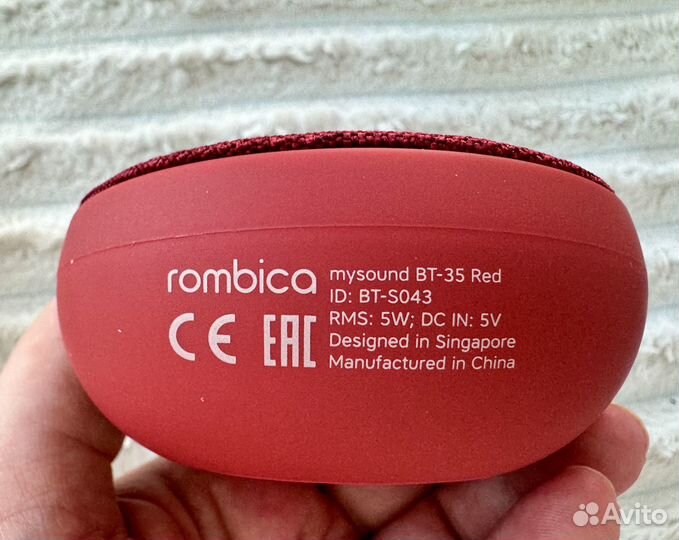 rombica
mysound BT-35 Red
ID: BT-S043
RMS: 5W; DC IN: 5V
Designed in Singapore
Manufactured in China
CE EAC
Avito